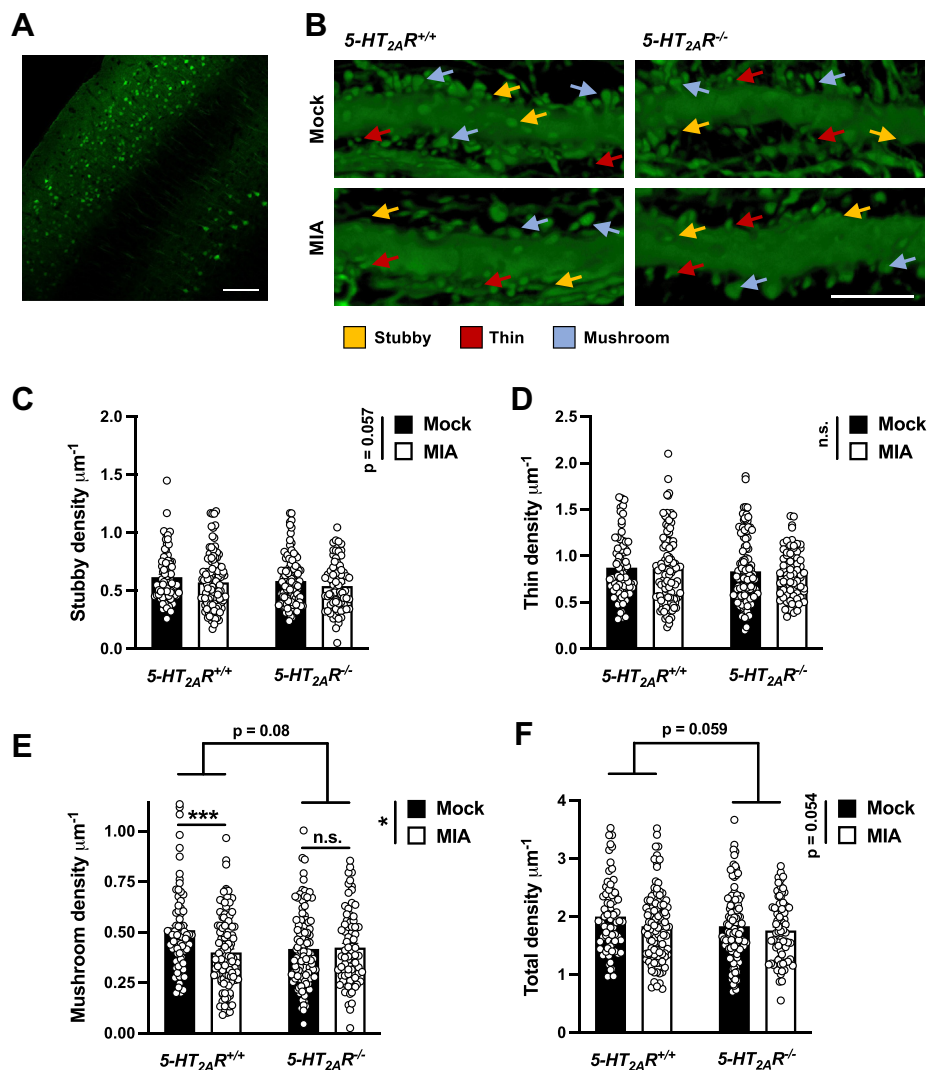 A
B
5-HT2AR+/+
5-HT2AR-/-
Mock
MIA
Stubby
Thin
Mushroom
C
2.0
1.5
1.0
0.5
0.0
Stubby density μm-1
5-HT2AR+/+
5-HT2AR-/-
p = 0.057
Mock
MIA
D
2.5
2.0
1.5
1.0
0.5
0.0
Thin density μm-1
5-HT2AR+/+
5-HT2AR-/-
n.s.
Mock
MIA
E
p = 0.08
1.00
0.75
0.50
0.25
0.00
Mushroom density μm-1
***
n.s.
5-HT2AR+/+
5-HT2AR-/-
*
Mock
MIA
F
p = 0.059
4
3
2
1
0
Total density μm-1
5-HT2AR+/+
5-HT2AR-/-
p = 0.054
Mock
MIA